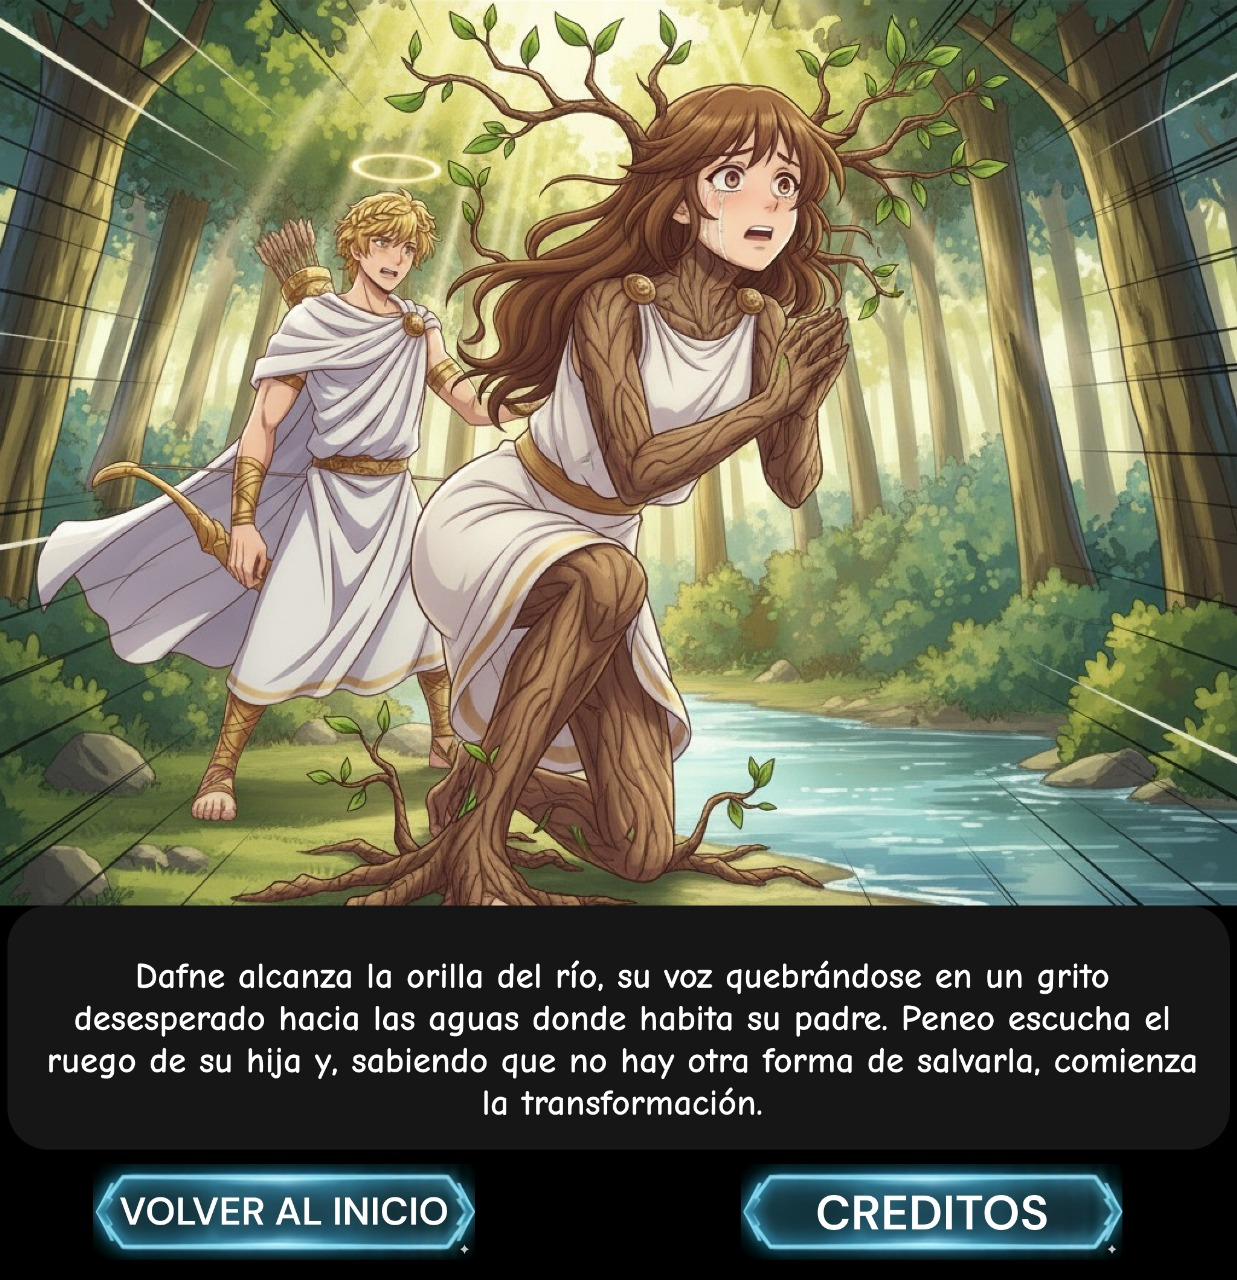 Dafne alcanza la orilla del río, su voz quebrándose en un grito
desesperado hacia las aguas donde habita su padre. Peneo escucha el
ruego de su hija y, sabiendo que no hay otra forma de salvarla, comienza
la transformación.
VOLVER AL INICIO
CREDITOS